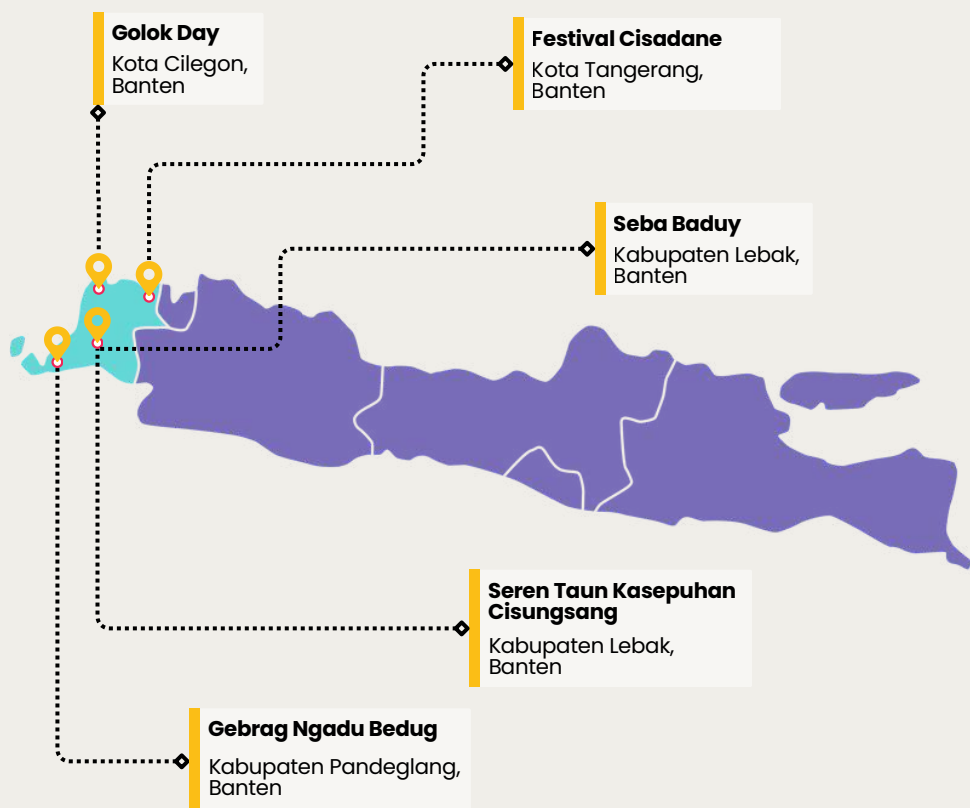 Golok Day
Kota Cilegon,
Banten
Festival Cisadane
Kota Tangerang,
Banten
Seba Baduy
Kabupaten Lebak,
Banten
Seren Taun Kasepuhan
Cisungsang
Kabupaten Lebak,
Banten
Gebrag Ngadu Bedug
Kabupaten Pandeglang,
Banten